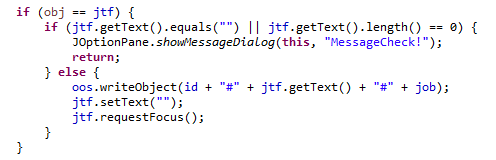 if (obj == jtf) {
if (jtf.getText().equals("") || jtf.getText().length() == 0) {
JOptionPane.showMessageDialog(this, "MessageCheck!");
return;
} else {
oos.writeObject(id + "#" + jtf.getText() + "#" + job);
jtf.setText("");
jtf.requestFocus();
}
}